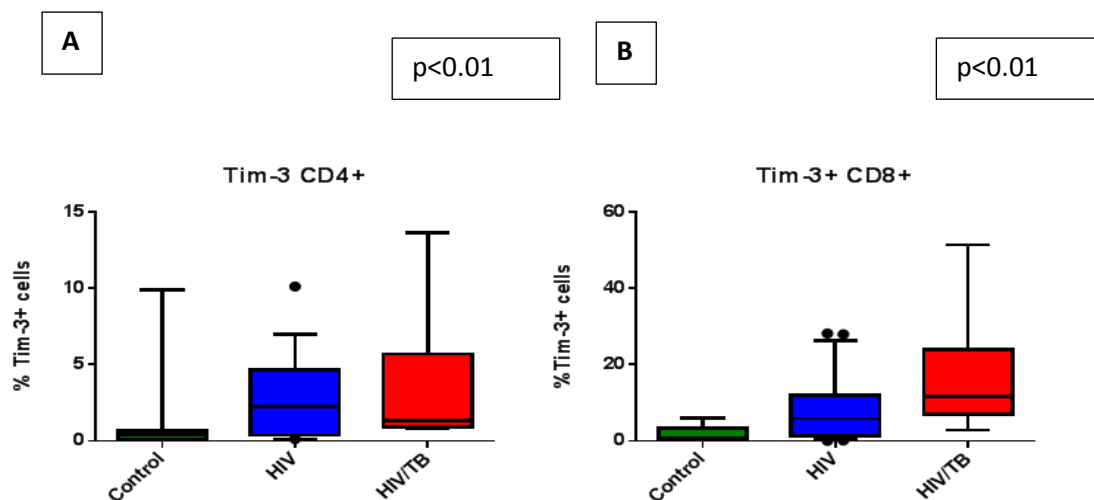 A
p<0.01
Tim-3 CD4+
15
10
5
0
% Tim-3+ cells
Control
HIV
HIV/TB
B
p<0.01
Tim-3+ CD8+
60
40
20
0
%Tim-3+ cells
Control
HIV
HIV/TB